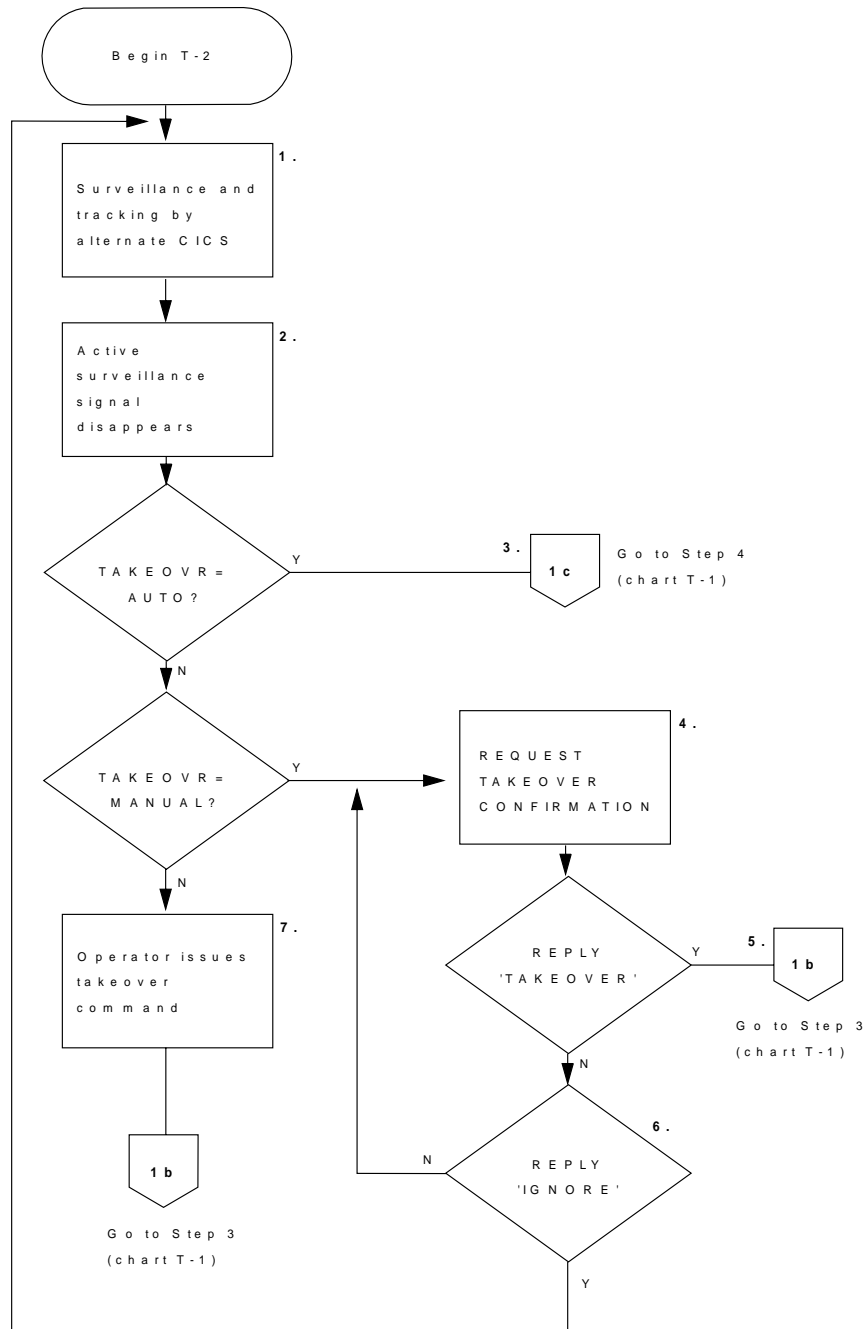 Begin T-2
1.
Surveillance and
tracking by
alternate CICS
2.
Active
surveillance
signal
disappears
TAKEOVR=
AUTO?
Y
3.
1c
Go to Step 4
(chart T-1)
N
TAKEOVR=
MANUAL?
Y
4.
REQUEST
TAKEOVER
CONFIRMATION
N
7.
Operator issues
takeover
command
REPLY
'TAKEOVER'
Y
5.
1b
Go to Step 3
(chart T-1)
N
6.
REPLY
'IGNORE'
N
Y
1b
Go to Step 3
(chart T-1)